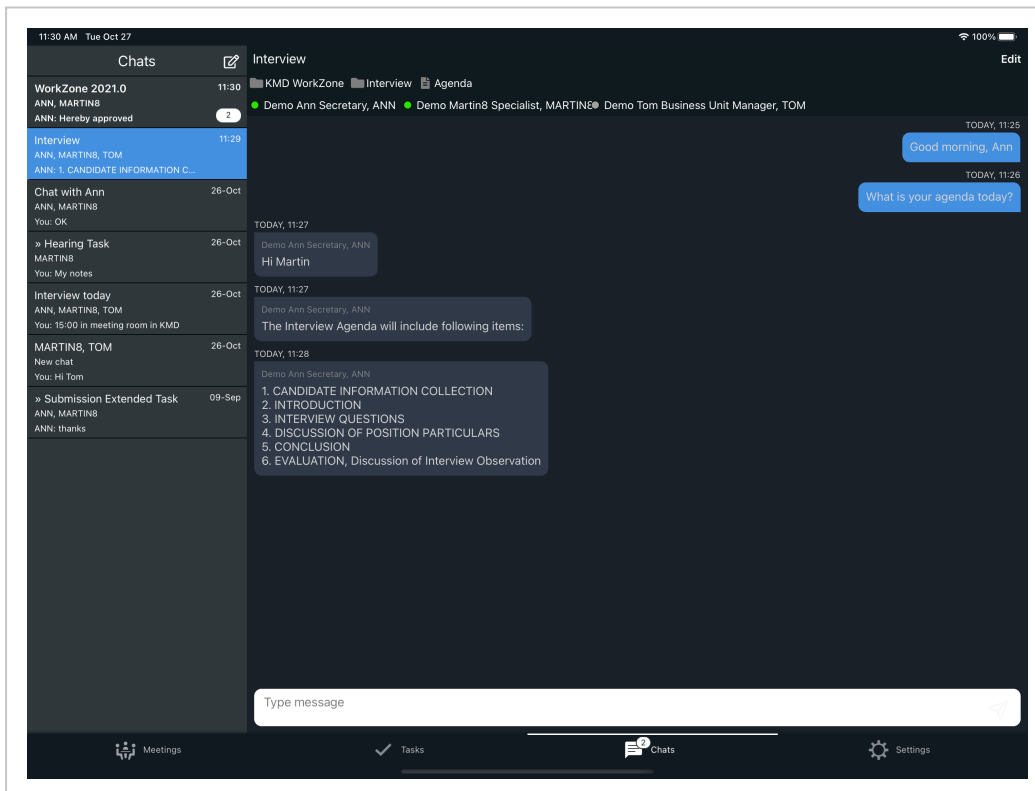 11:30 AM Tue Oct 27
100%
Chats
WorkZone 2021.0 11:30
ANN, MARTIN8
ANN: Hereby approved 2
Interview 11:29
ANN, MARTIN8, TOM
ANN: 1. CANDIDATE INFORMATION C...
Chat with Ann 26-Oct
ANN, MARTIN8
You: OK
» Hearing Task 26-Oct
MARTIN8
You: My notes
Interview today 26-Oct
ANN, MARTIN8, TOM
You: 15:00 in meeting room in KMD
MARTIN8, TOM 26-Oct
New chat
You: Hi Tom
» Submission Extended Task 09-Sep
ANN, MARTIN8
ANN: thanks
Interview Edit
KMD WorkZone Interview Agenda
Demo Ann Secretary, ANN Demo Martin8 Specialist, MARTIN8 Demo Tom Business Unit Manager, TOM
TODAY, 11:25
Good morning, Ann
TODAY, 11:26
What is your agenda today?
TODAY, 11:27
Demo Ann Secretary, ANN
Hi Martin
TODAY, 11:27
Demo Ann Secretary, ANN
The Interview Agenda will include following items:
TODAY, 11:28
Demo Ann Secretary, ANN
1. CANDIDATE INFORMATION COLLECTION
2. INTRODUCTION
3. INTERVIEW QUESTIONS
4. DISCUSSION OF POSITION PARTICULARS
5. CONCLUSION
6. EVALUATION, Discussion of Interview Observation
Type message
Meetings Tasks 2 Chats Settings